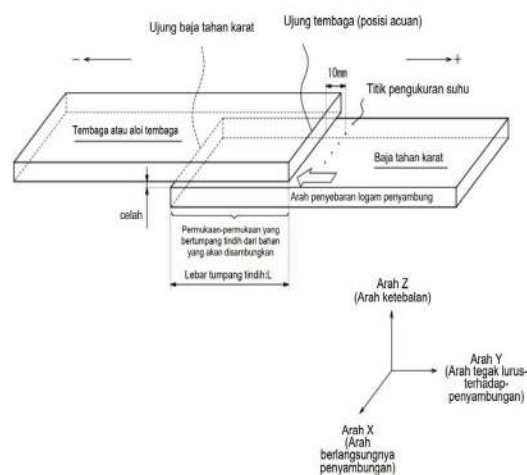 Ujung baja tahan karat
Ujung tembaga (posisi acuan)
−
+
10mm
Titik pengukuran suhu
Tembaga atau aloi tembaga
Baja tahan karat
Arah penyebaran logam penyambung
celah
Permukaan-permukaan yang
bertumpang tindih dari bahan
yang akan disambungkan
Lebar tumpang tindih:L
Arah Z
(Arah ketebalan)
Arah Y
(Arah tegak lurus-
terhadap-
penyambungan)
Arah X
(Arah
berlangsungnya
penyambungan)